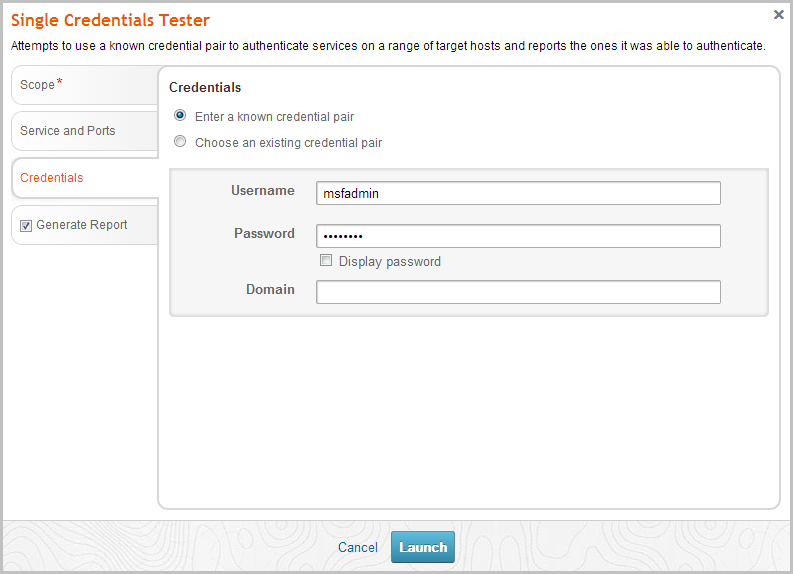 Single Credentials Tester
Attempts to use a known credential pair to authenticate services on a range of target hosts and reports the ones it was able to authenticate.
Scope*
Service and Ports
Credentials
Generate Report
Credentials
Enter a known credential pair
Choose an existing credential pair
Username msfadmin
Password ••••••••
Display password
Domain
Cancel Launch